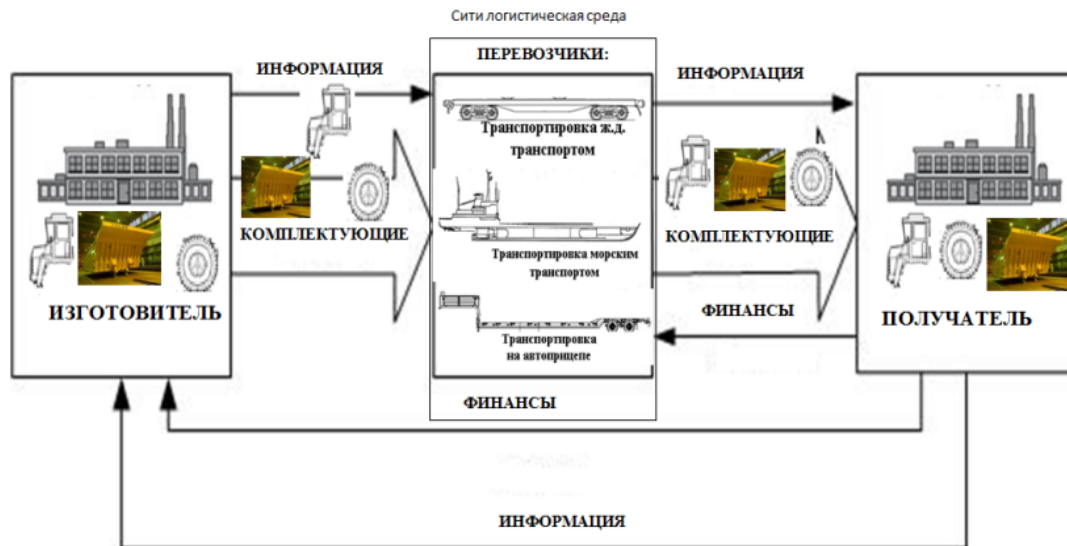 Сити логистическая среда
ПЕРЕВОЗЧИКИ:
ИНФОРМАЦИЯ
ИНФОРМАЦИЯ
Транспортировка ж.д.
транспортом
КОМПЛЕКТУЮЩИЕ
КОМПЛЕКТУЮЩИЕ
Транспортировка морским
транспортом
ИЗГОТОВИТЕЛЬ
ФИНАНСЫ
ПОЛУЧАТЕЛЬ
Транспортировка
на автоприцепе
ФИНАНСЫ
ИНФОРМАЦИЯ